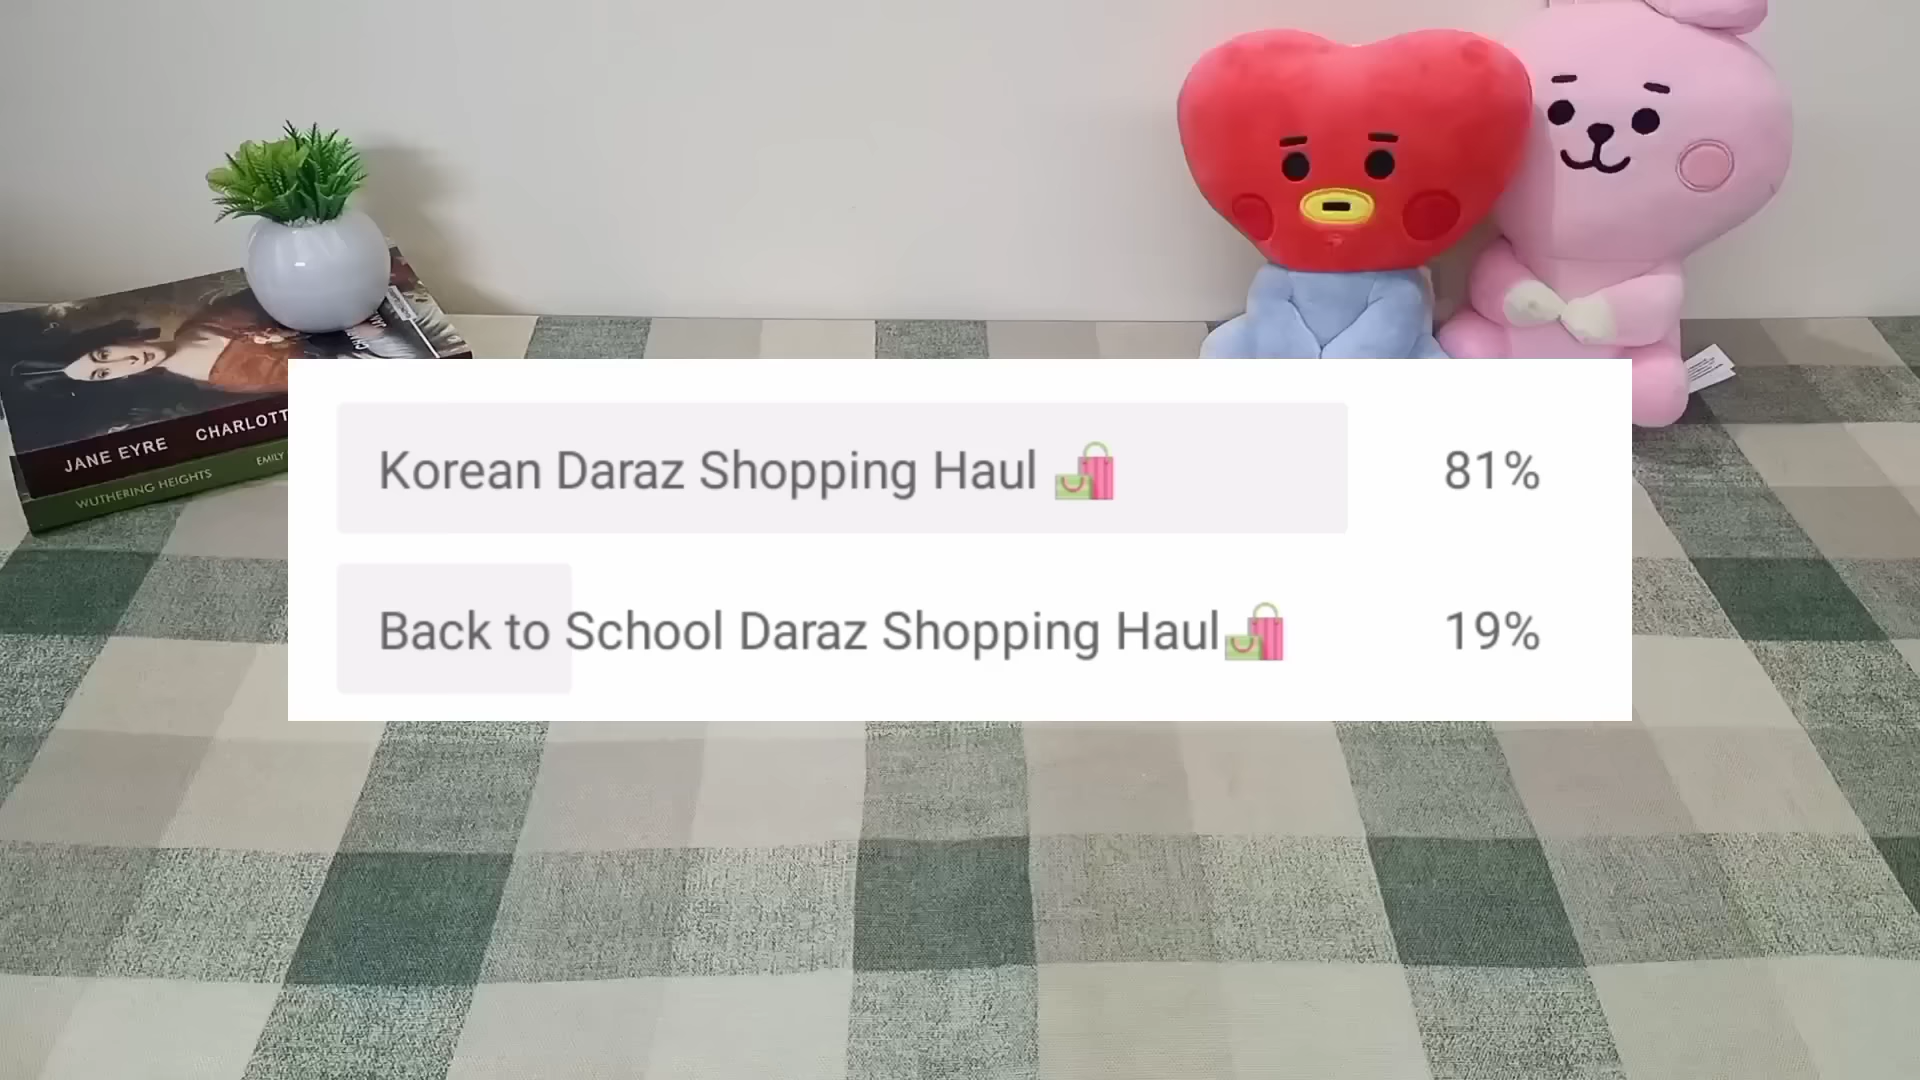 JANE EYRE CHARLOTT
WUTHERING HEIGHTS EMILY
Korean Daraz Shopping Haul 🛍️ 81%
Back to School Daraz Shopping Haul🛍️ 19%